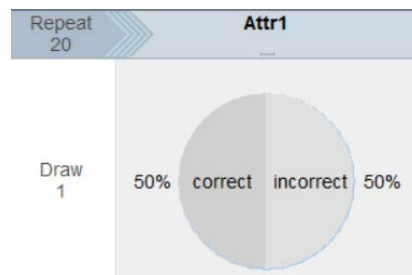 Repeat
20
Attr1
Draw
1
50% correct incorrect 50%